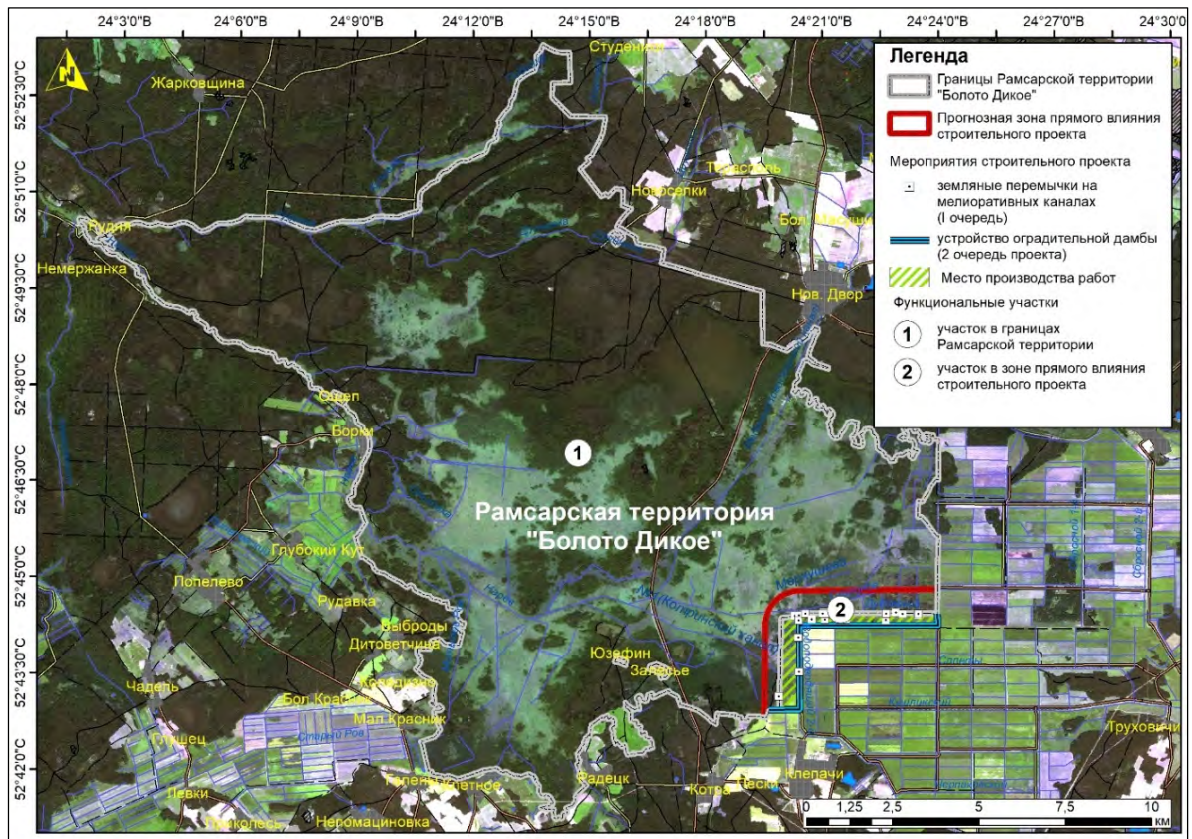 24°3'0"C
24°6'0"C
24°9'0"C
24°12'0"C
24°15'0"C
24°18'0"C
24°21'0"C
24°24'0"C
24°27'0"C
24°30'0"C
52°52'30"C
52°51'0"C
52°49'30"C
52°48'0"C
52°46'30"C
52°45'0"C
52°43'30"C
52°42'0"C
N
Жарковщина
Рудня
Немержанка
Новоселки
Нов. Двор
Борки
Глубокий Кут
Попелево
Рудавка
Выброды
Дитоветчина
Юзефин
Залесье
Чадель
Мал.Красник
Старый Ров
Глушец
Левки
Радецк
Котра
Пески
Клепачи
Неромациновка
Труховичи
1
Рамсарская территория
"Болото Дикое"
2
Легенда
Границы Рамсарской территории
"Болото Дикое"
Прогнозная зона прямого влияния
строительного проекта
Мероприятия строительного проекта
земляные перемычки на
мелиоративных каналах
(I очередь)
устройство оградительной дамбы
(2 очередь проекта)
Место производства работ
Функциональные участки
1 участок в границах
Рамсарской территории
2 участок в зоне прямого влияния
строительного проекта
0 1,25 2,5 5 7,5 10
км